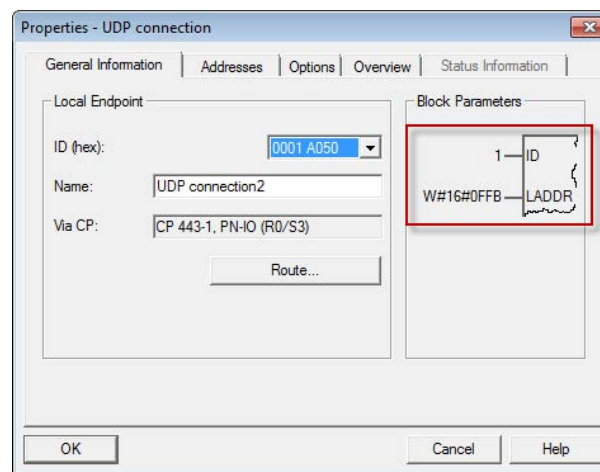 Properties - UDP connection
General Information
Addresses
Options
Overview
Status Information
Local Endpoint
ID (hex):
0001 A050
Name:
UDP connection2
Via CP:
CP 443-1, PN-IO (R0/S3)
Route...
Block Parameters
1
ID
W#16#0FFB
LADDR
OK
Cancel
Help